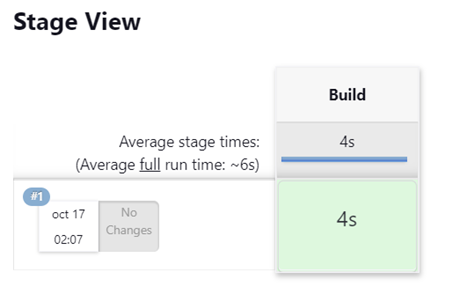 Stage View
Build
Average stage times:
4s
(Average full run time: ~6s)
#1
oct 17
02:07
No
Changes
4s